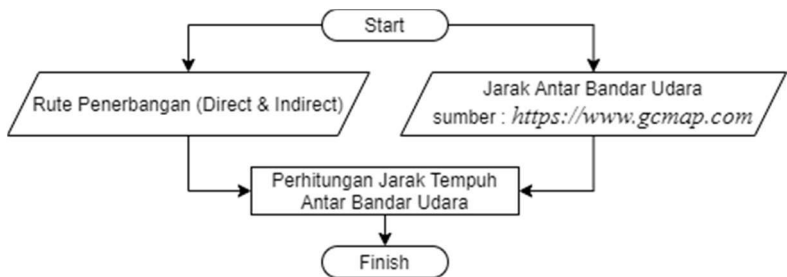 Start
Rute Penerbangan (Direct & Indirect)
Jarak Antar Bandar Udara
sumber : https://www.gcmap.com
Perhitungan Jarak Tempuh
Antar Bandar Udara
Finish